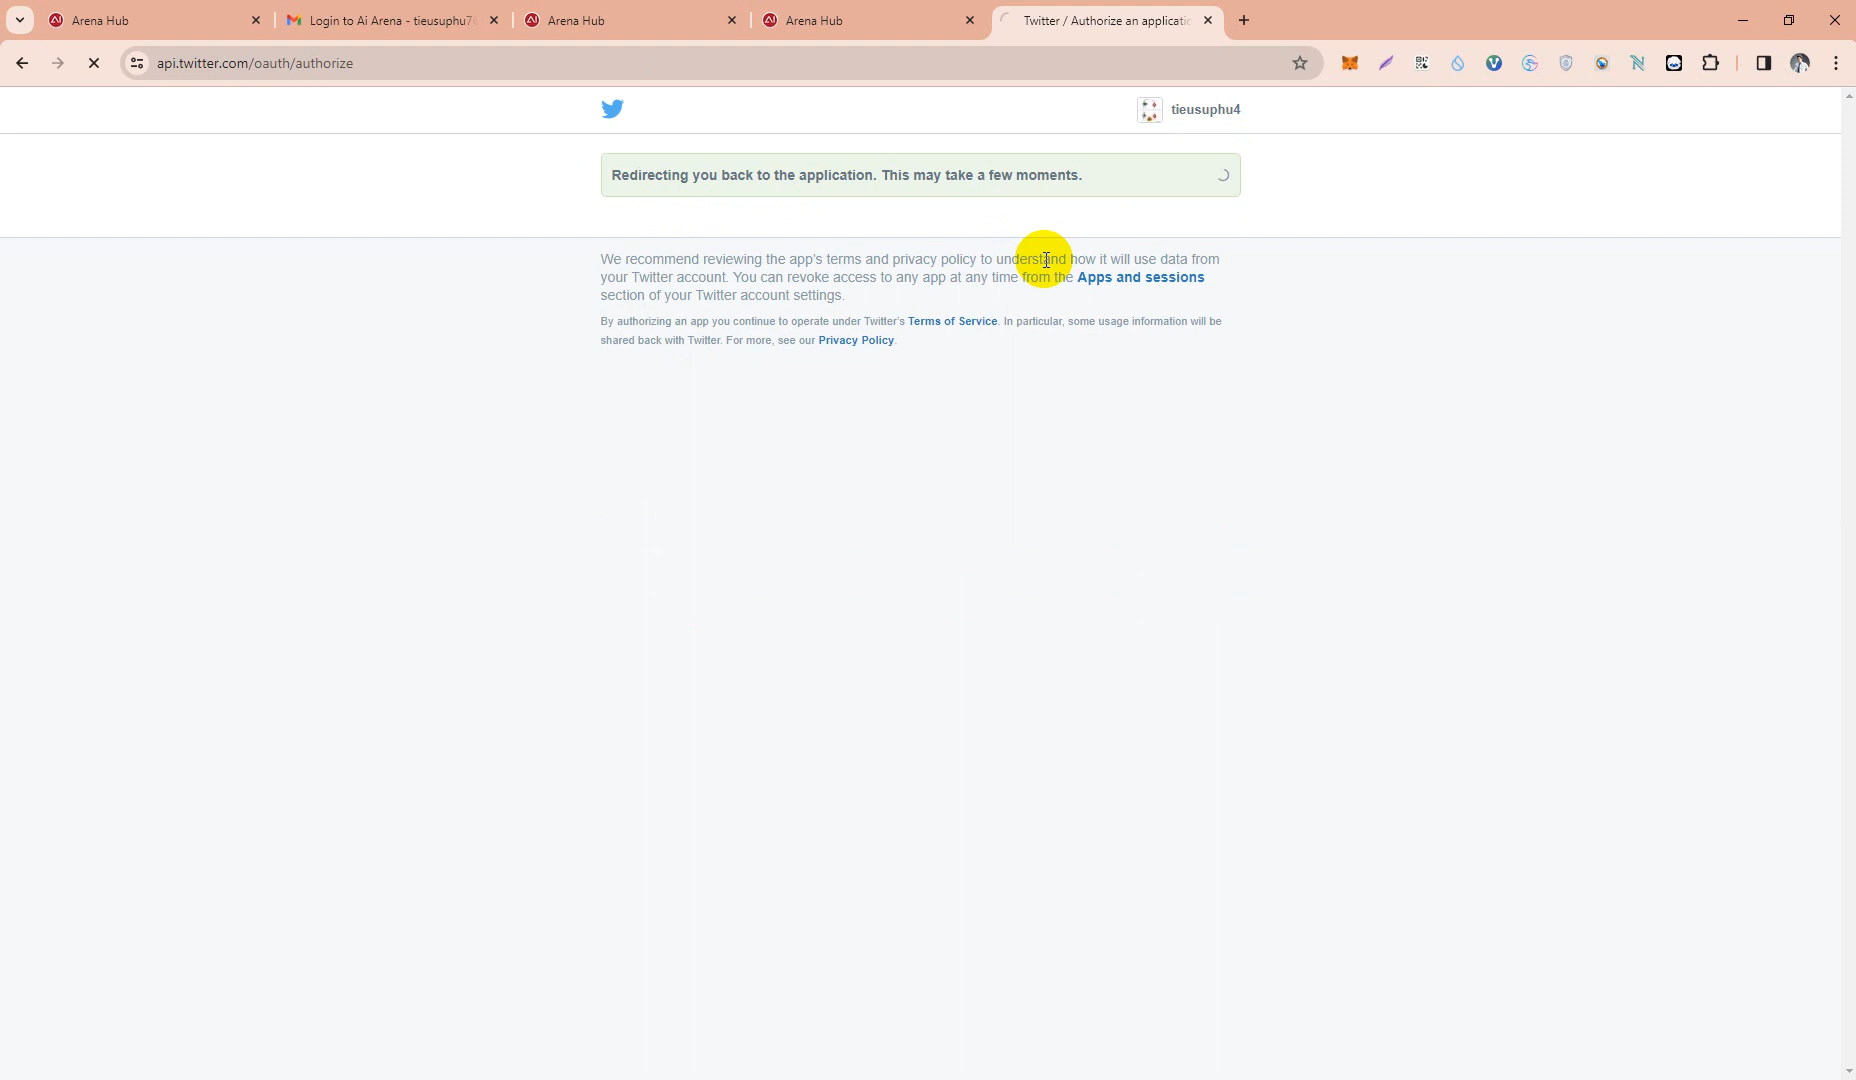 Arena Hub
Login to Ai Arena - tieusuphu7
Arena Hub
Arena Hub
Twitter / Authorize an applicatic
api.twitter.com/oauth/authorize
tieusuphu4
Redirecting you back to the application. This may take a few moments.
We recommend reviewing the app's terms and privacy policy to understand how it will use data from
your Twitter account. You can revoke access to any app at any time from the Apps and sessions
section of your Twitter account settings.
By authorizing an app you continue to operate under Twitter's Terms of Service. In particular, some usage information will be
shared back with Twitter. For more, see our Privacy Policy.